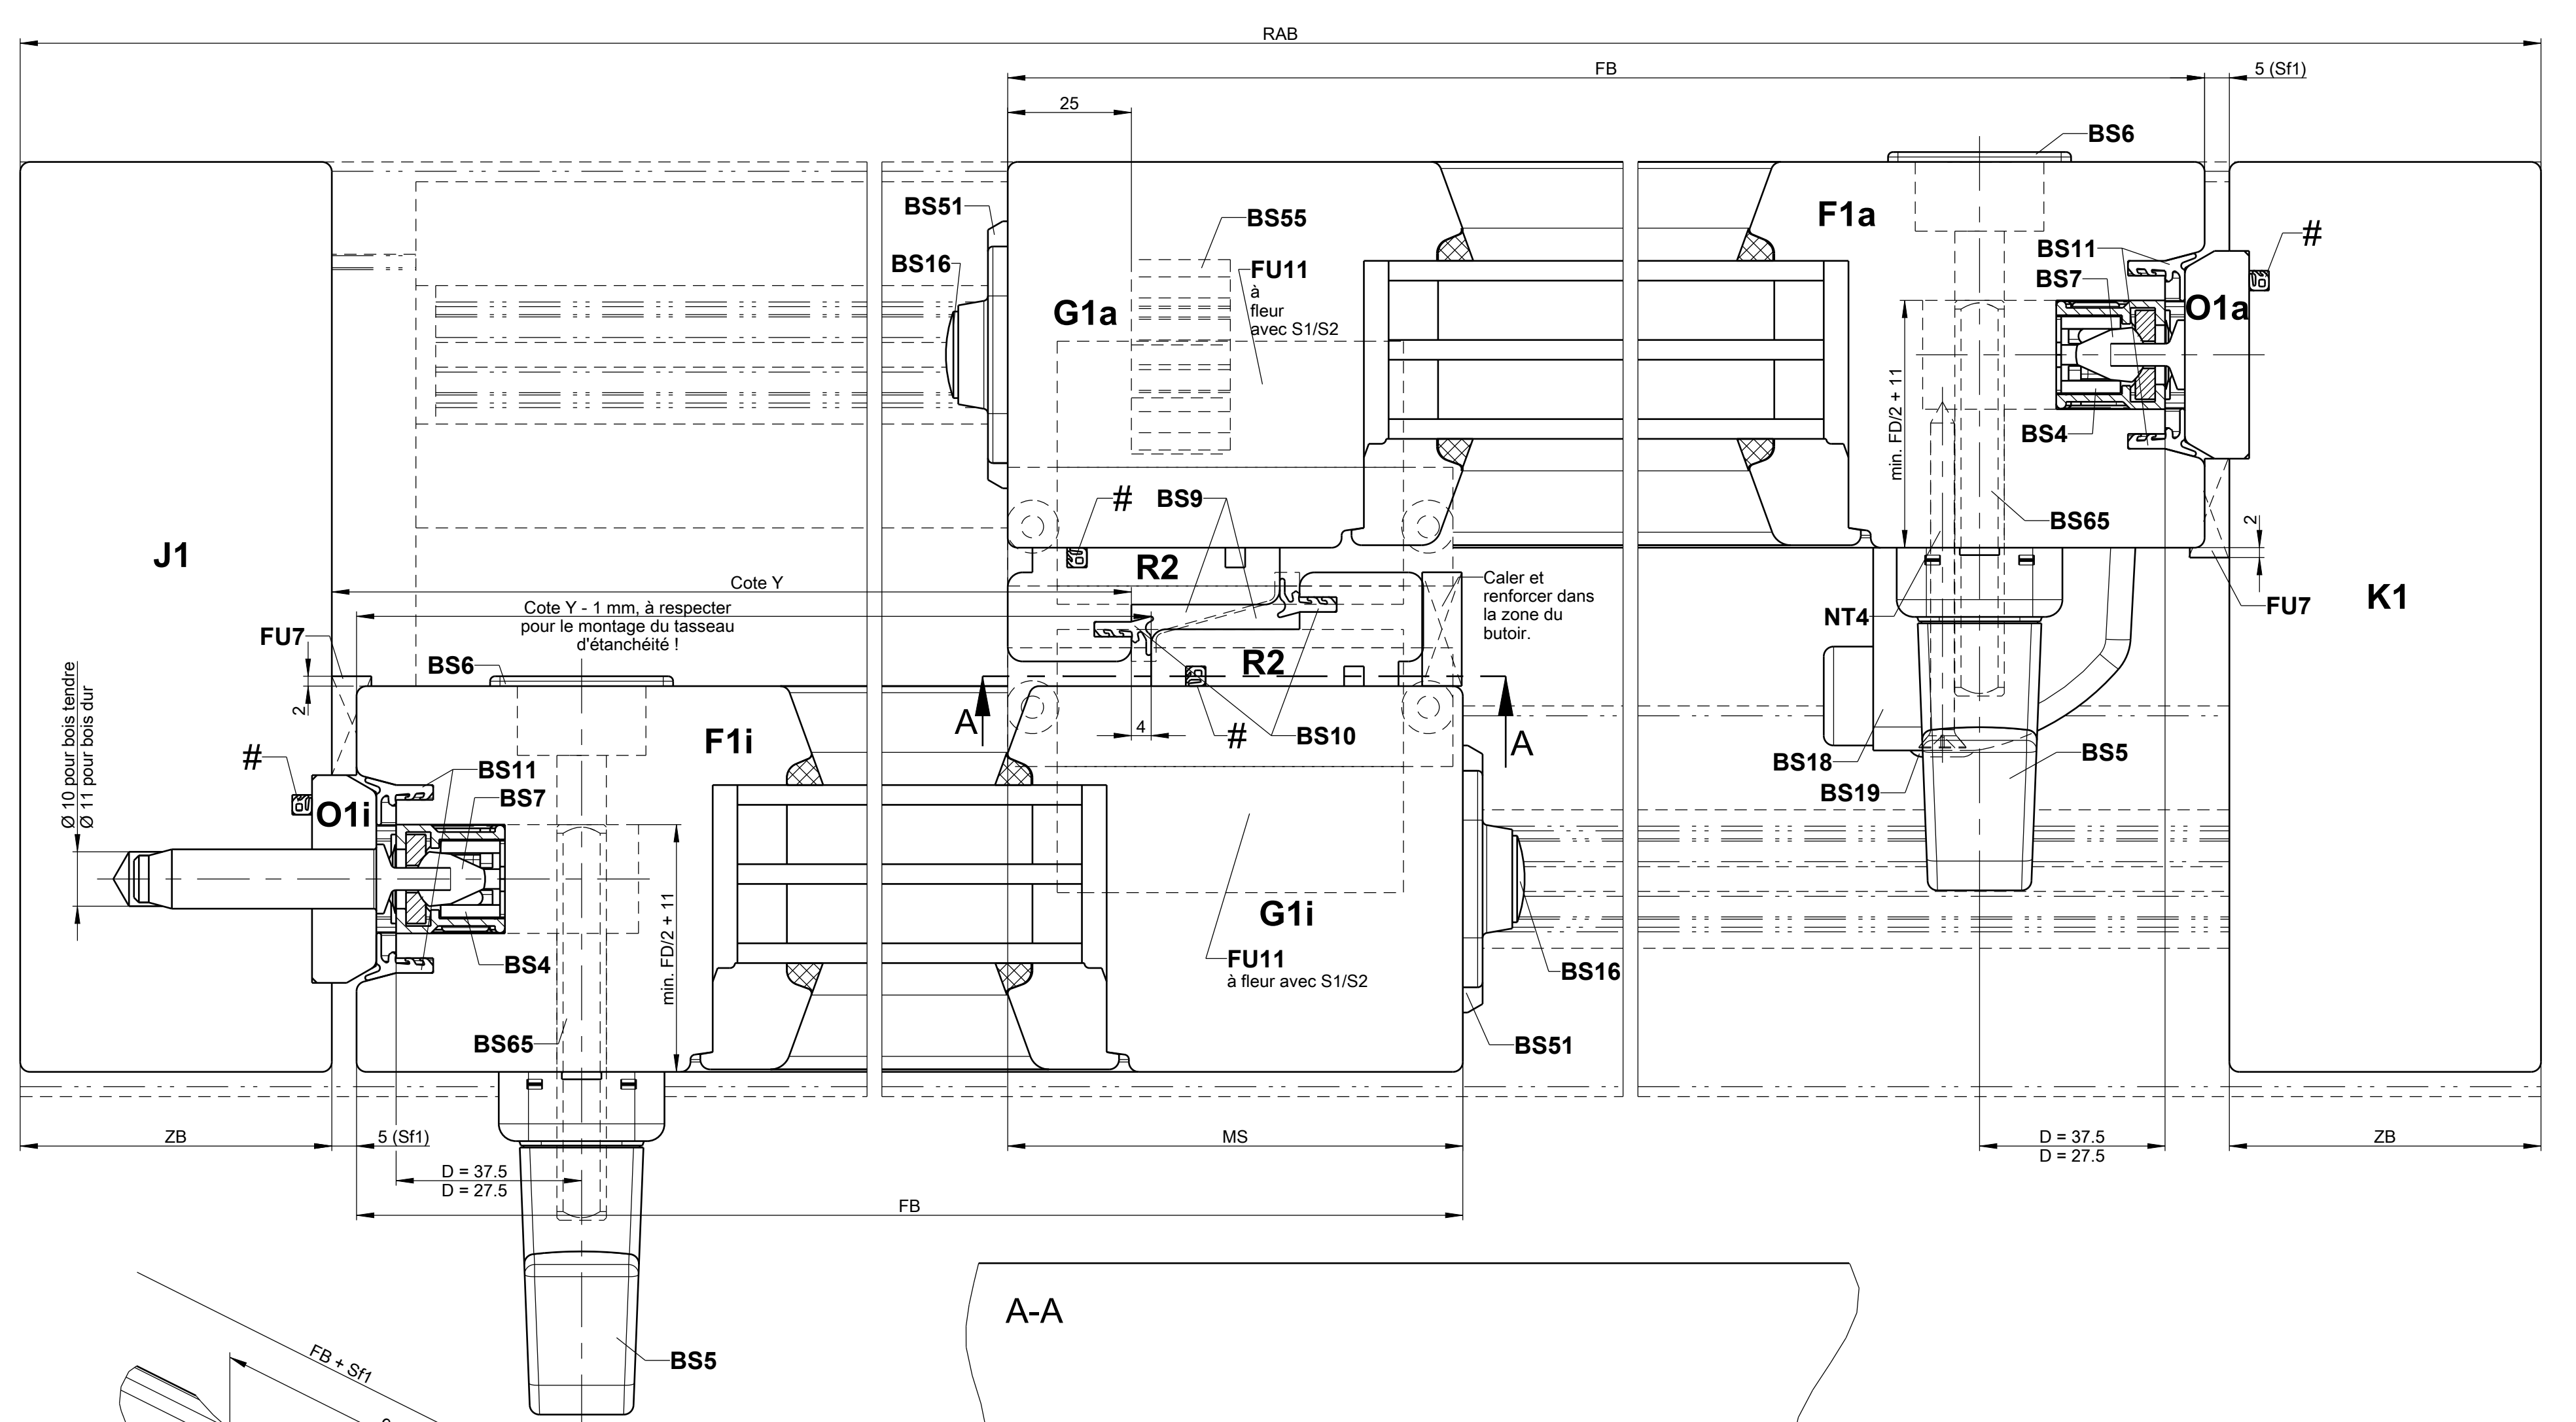 RAB
FB
5 (Sf1)
25
BS6
BS51
BS55
F1a
#
BS11
BS16
FU11
à
fleur
avec S1/S2
BS7
G1a
O1a
min. FD/2 + 11
BS4
#
BS9
BS65
2
J1
R2
Cote Y
Caler et
renforcer dans
la zone du
butoir.
Cote Y - 1 mm, à respecter
pour le montage du tasseau
d'étanchéité !
NT4
FU7
K1
FU7
BS6
R2
2
Ø 10 pour bois tendre
Ø 11 pour bois dur
A
4
#
BS10
A
F1i
#
BS11
BS7
O1i
BS18
BS5
BS19
min. FD/2 + 11
BS4
G1i
FU11
à fleur avec S1/S2
BS16
BS65
BS51
ZB
5 (Sf1)
MS
D = 37.5
D = 27.5
ZB
D = 37.5
D = 27.5
FB
A-A
BS5
FB + Sf1